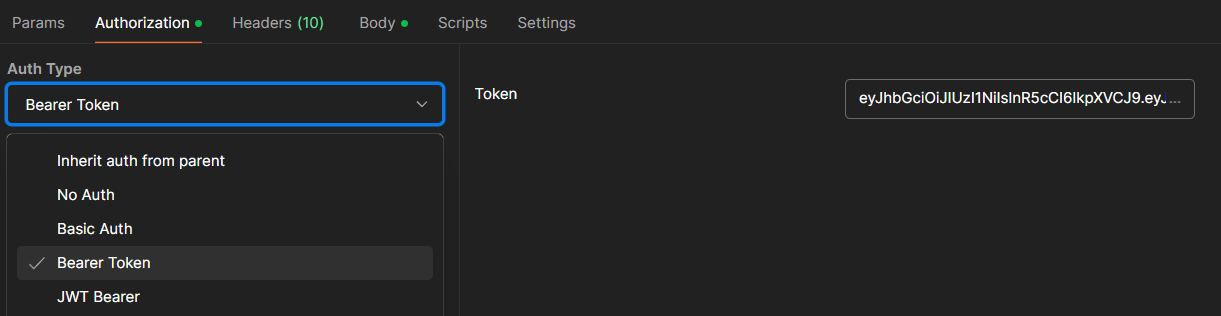 Params Authorization Headers (10) Body Scripts Settings
Auth Type
Bearer Token
Token
eyJhbGciOiJIUzI1NiIsInR5cCI6IkpXVCJ9.eyJ...
Inherit auth from parent
No Auth
Basic Auth
Bearer Token
JWT Bearer